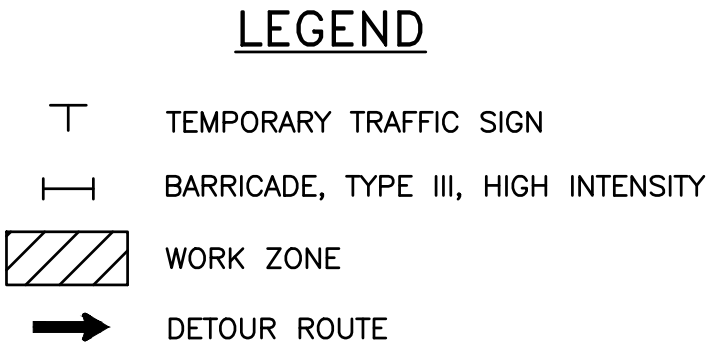 LEGEND
TEMPORARY TRAFFIC SIGN
BARRICADE, TYPE III, HIGH INTENSITY
WORK ZONE
DETOUR ROUTE